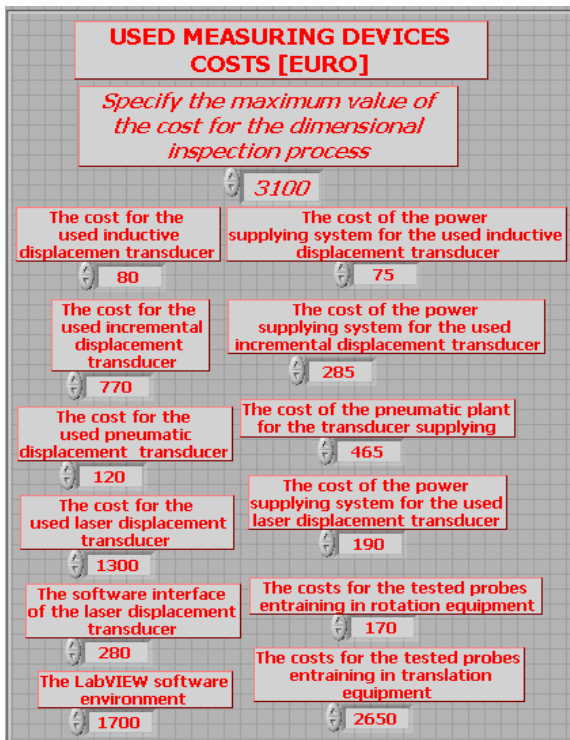 USED MEASURING DEVICES
COSTS [EURO]
Specify the maximum value of
the cost for the dimensional
inspection process
3100
The cost for the
used inductive
displacemen transducer
80
The cost of the power
supplying system for the used inductive
displacement transducer
75
The cost for the
used incremental
displacement
transducer
770
The cost of the power
supplying system for the used
incremental displacement transducer
285
The cost for the
used pneumatic
displacement transducer
120
The cost of the pneumatic plant
for the transducer supplying
465
The cost for the
used laser displacement
transducer
1300
The cost of the power
supplying system for the used
laser displacement transducer
190
The software interface
of the laser displacement
transducer
280
The costs for the tested probes
entraining in rotation equipment
170
The LabVIEW software
environment
1700
The costs for the tested probes
entraining in translation
equipment
2650